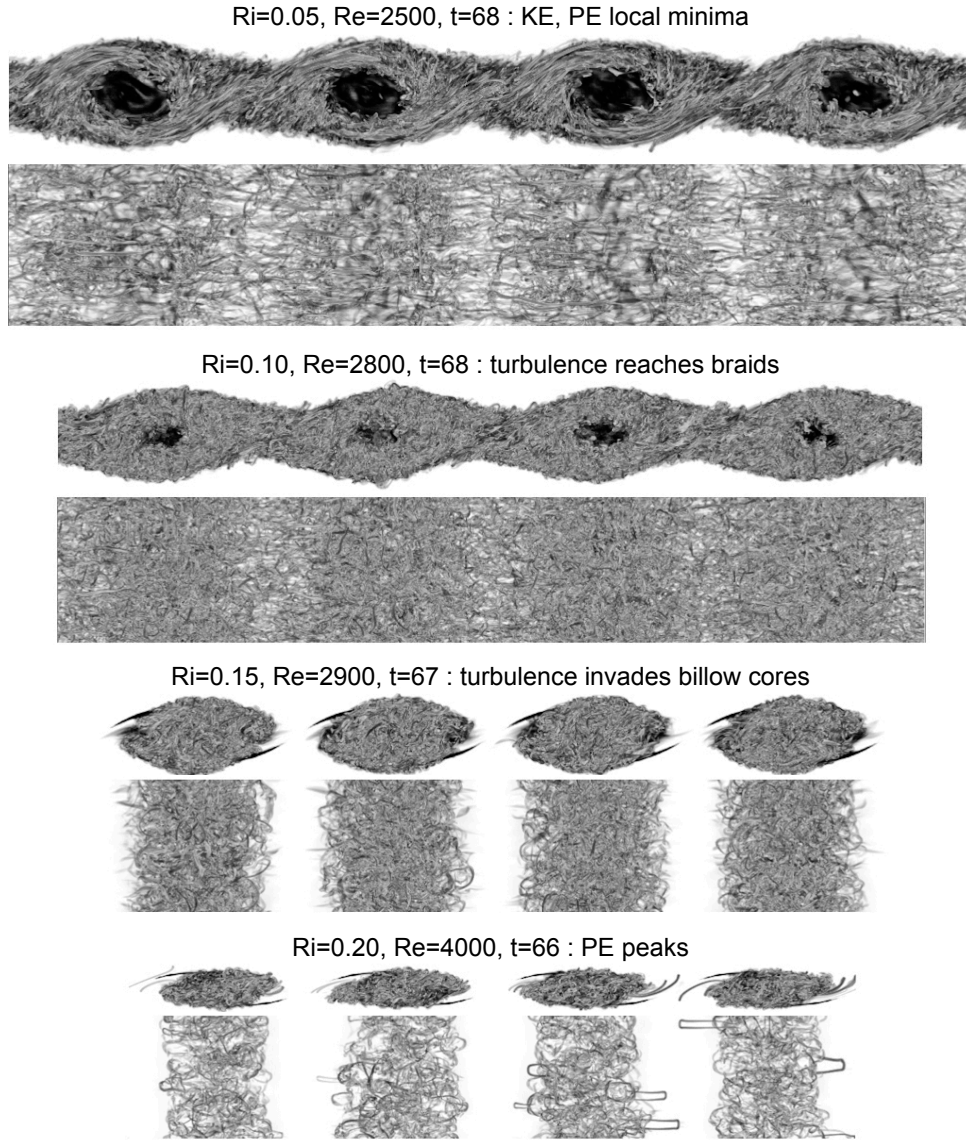 Ri=0.05, Re=2500, t=68 : KE, PE local minima
Ri=0.10, Re=2800, t=68 : turbulence reaches braids
Ri=0.15, Re=2900, t=67 : turbulence invades billow cores
Ri=0.20, Re=4000, t=66 : PE peaks